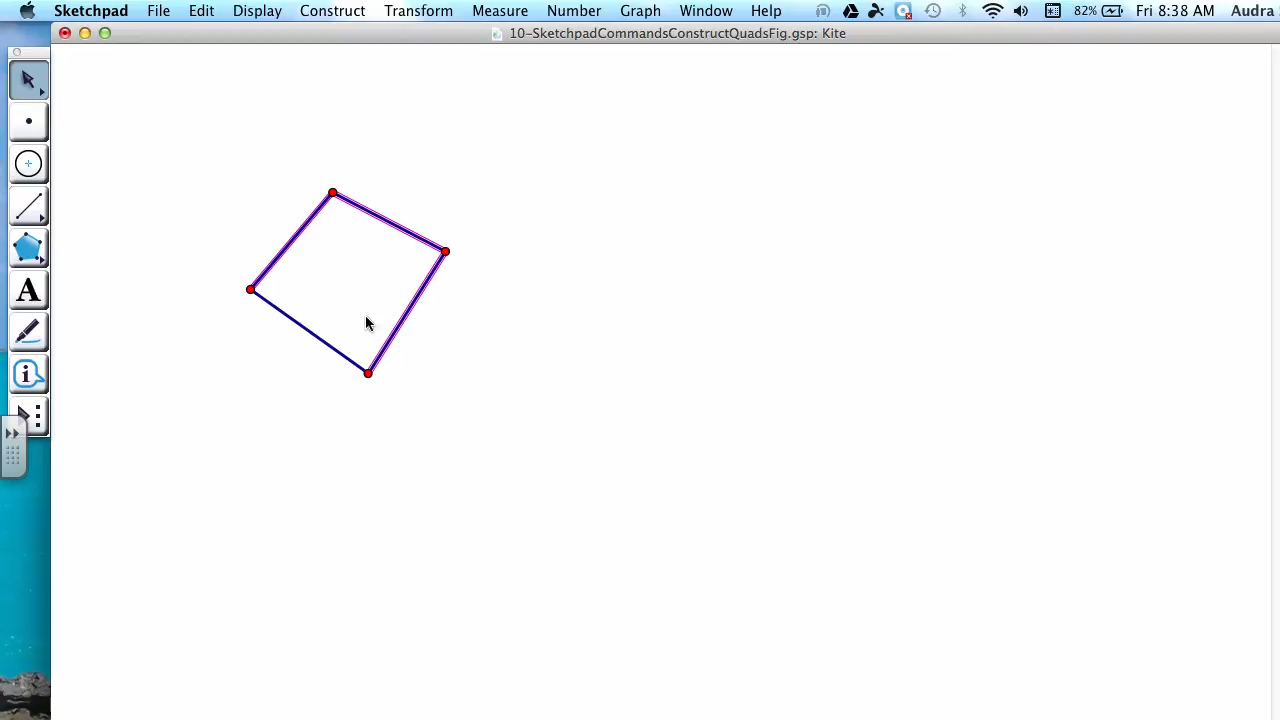 Sketchpad File Edit Display Construct Transform Measure Number Graph Window Help 82% Fri 8:38 AM Audra
10-SketchpadCommandsConstructQuadsFig.gsp: Kite
A
i